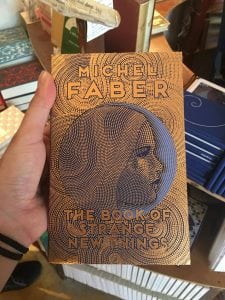 MICHEL
FABER
THE BOOK OF
STRANGE
NEW THINGS